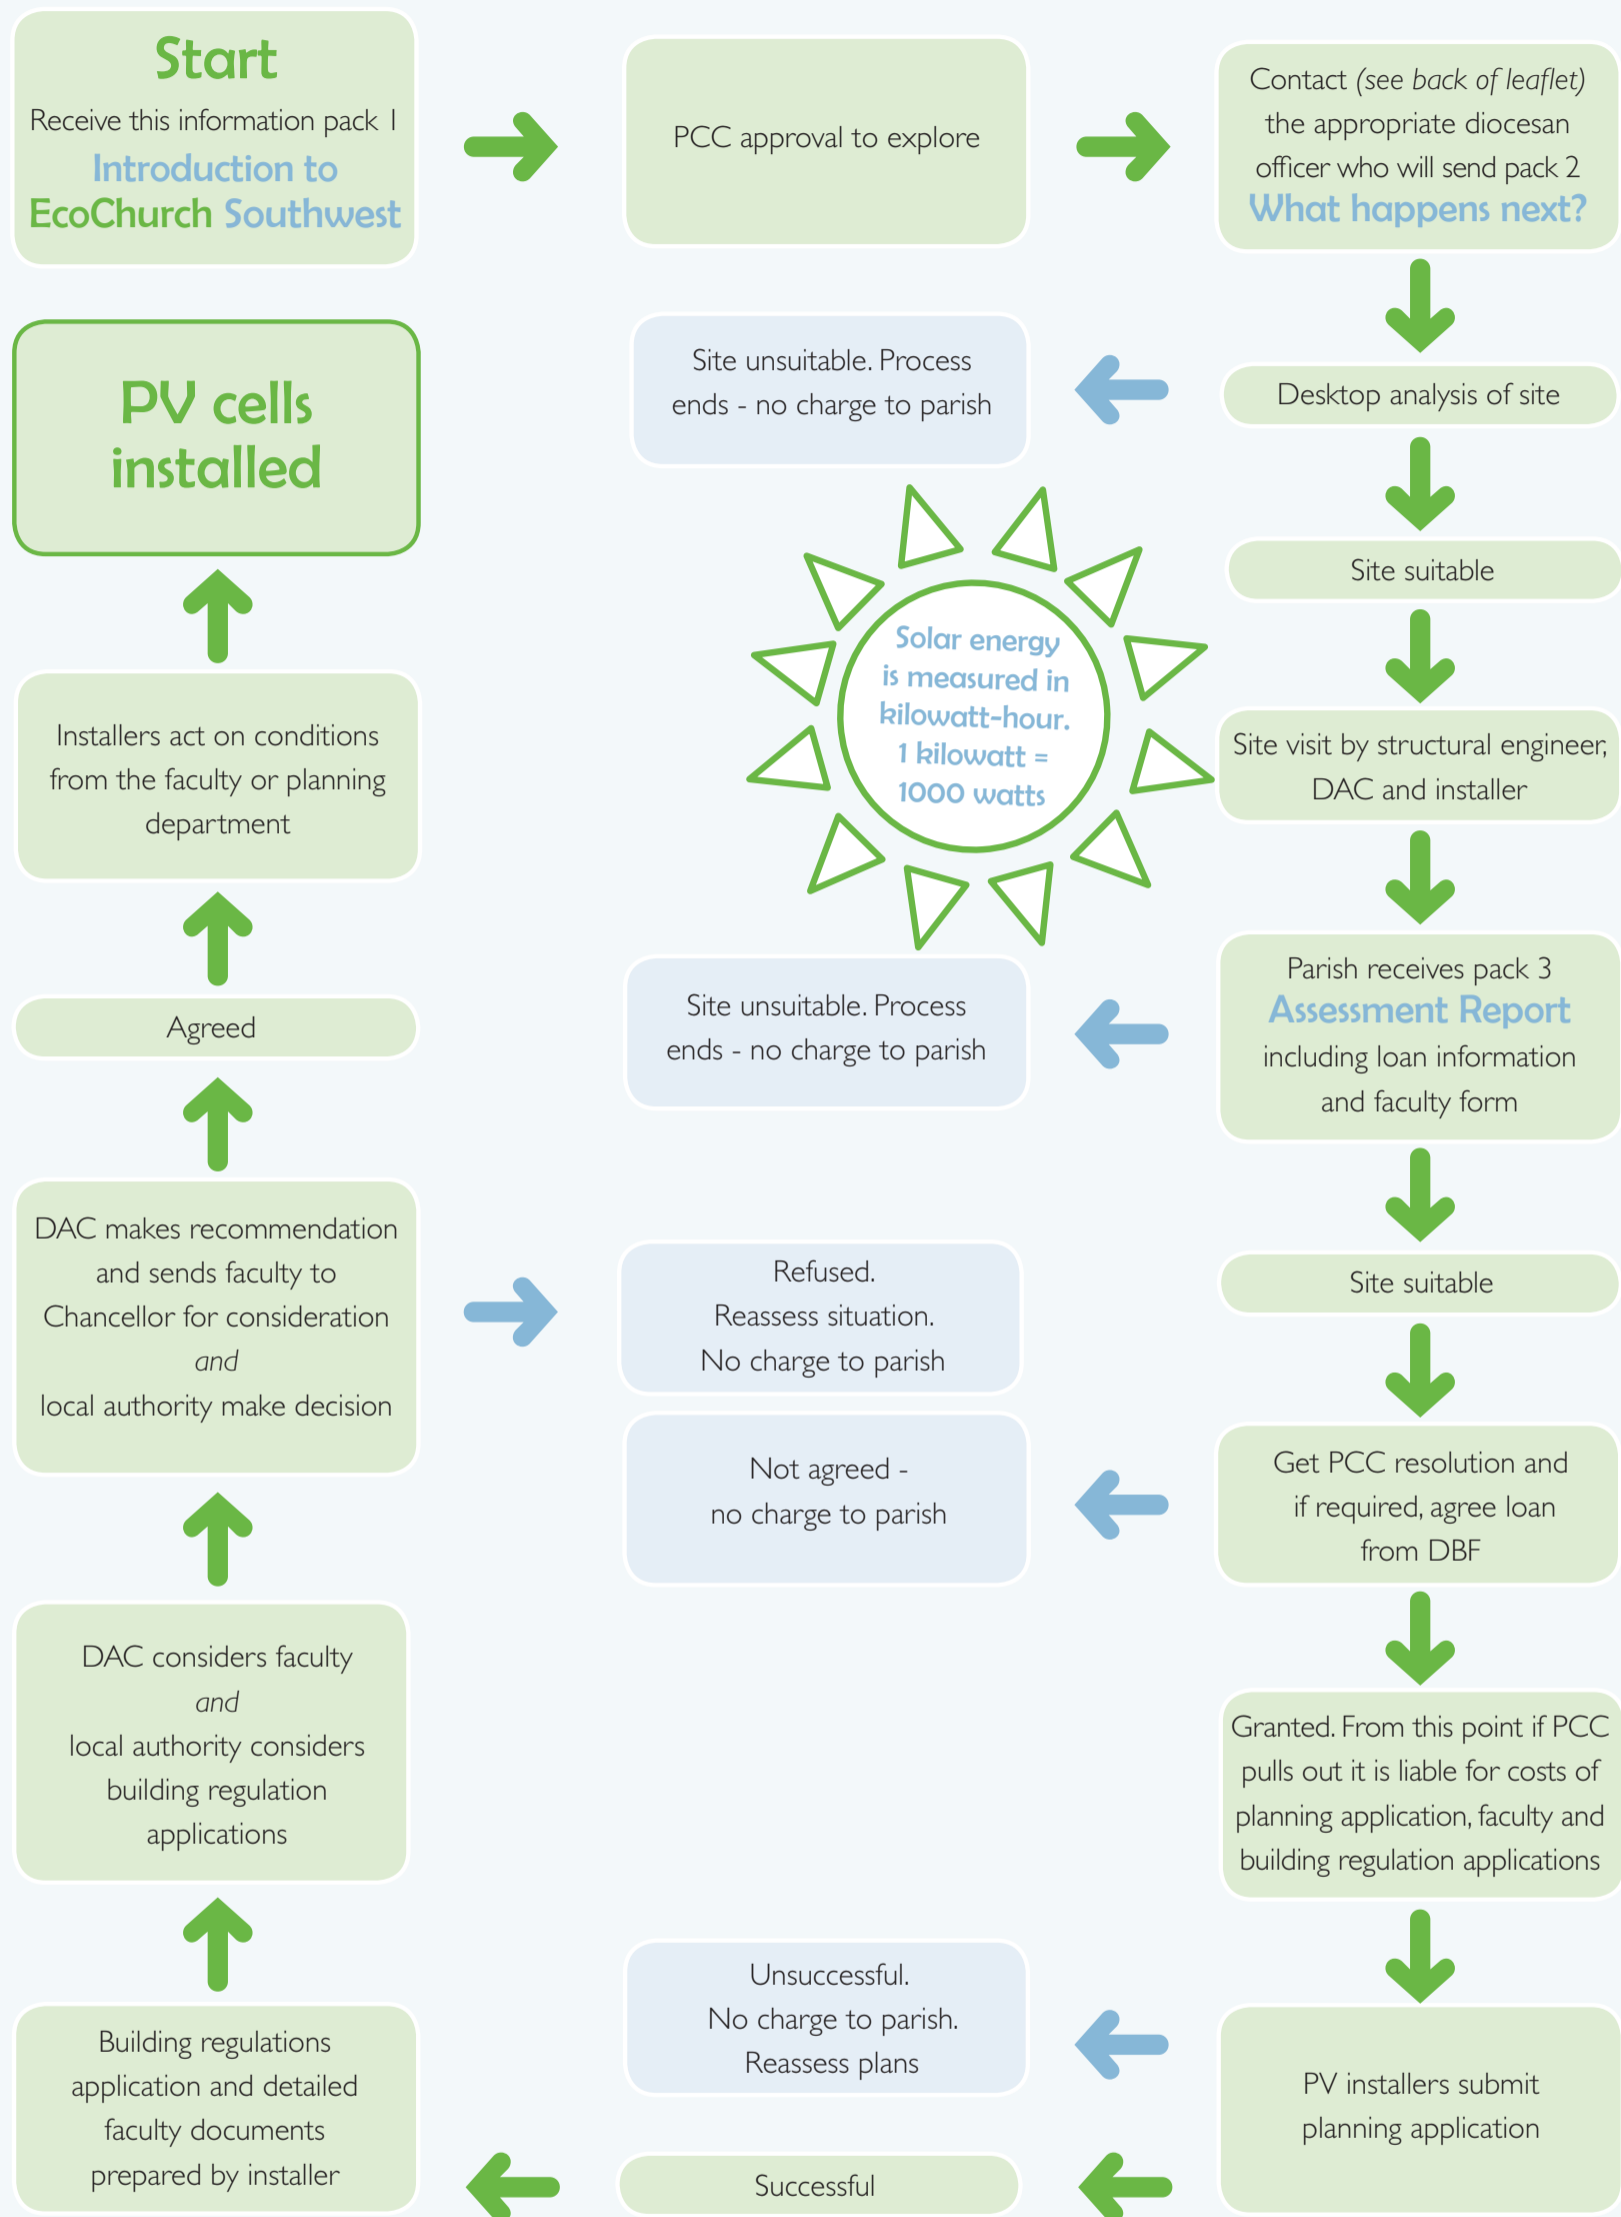 Start
Receive this information pack 1
Introduction to
EcoChurch Southwest
PCC approval to explore
Contact (see back of leaflet)
the appropriate diocesan
officer who will send pack 2
What happens next?
Desktop analysis of site
Site unsuitable. Process
ends - no charge to parish
Site suitable
Site visit by structural engineer,
DAC and installer
Solar energy
is measured in
kilowatt-hour.
1 kilowatt =
1000 watts
Parish receives pack 3
Assessment Report
including loan information
and faculty form
Site unsuitable. Process
ends - no charge to parish
Site suitable
Get PCC resolution and
if required, agree loan
from DBF
Not agreed -
no charge to parish
Granted. From this point if PCC
pulls out it is liable for costs of
planning application, faculty and
building regulation applications
PV installers submit
planning application
Unsuccessful.
No charge to parish.
Reassess plans
Successful
Building regulations
application and detailed
faculty documents
prepared by installer
DAC considers faculty
and
local authority considers
building regulation
applications
DAC makes recommendation
and sends faculty to
Chancellor for consideration
and
local authority make decision
Refused.
Reassess situation.
No charge to parish
Agreed
Installers act on conditions
from the faculty or planning
department
PV cells
installed